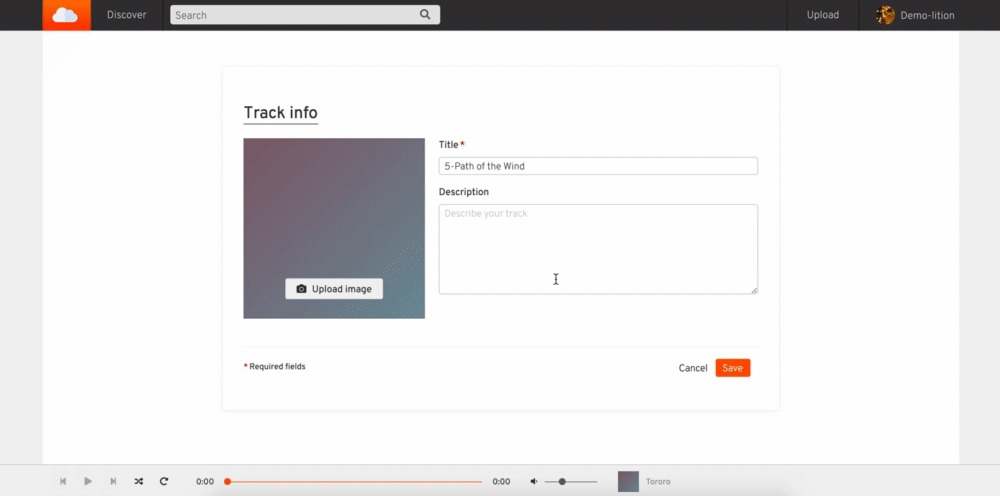 Discover
Search
Upload
Demo-lition
Track info
Title*
5-Path of the Wind
Description
Describe your track
Upload image
* Required fields
Cancel
Save
0:00
0:00
Tororo